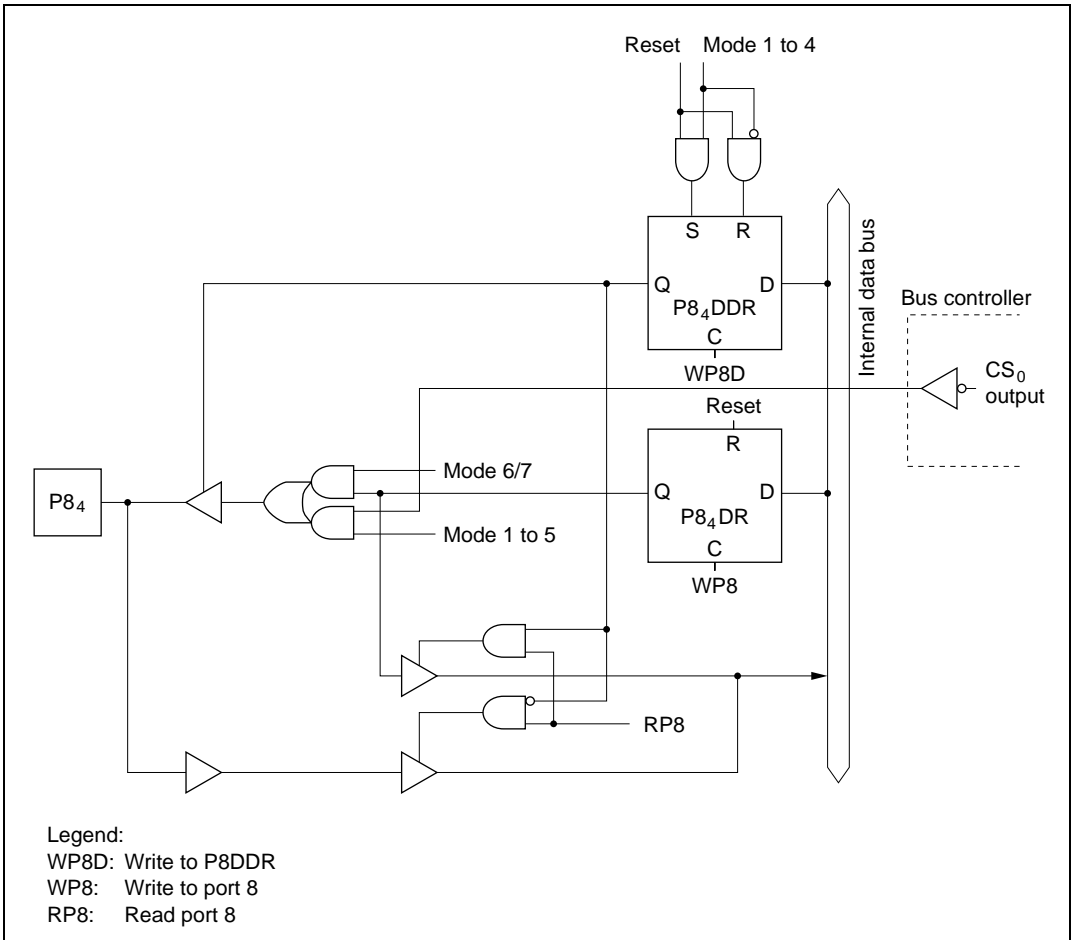 Reset Mode 1 to 4
S R
Q D
P8₄DDR
C
WP8D
Internal data bus
Bus controller
CS₀
output
Reset
R
Mode 6/7
P8₄
Q D
P8₄DR
C
WP8
Mode 1 to 5
RP8
Legend:
WP8D: Write to P8DDR
WP8: Write to port 8
RP8: Read port 8